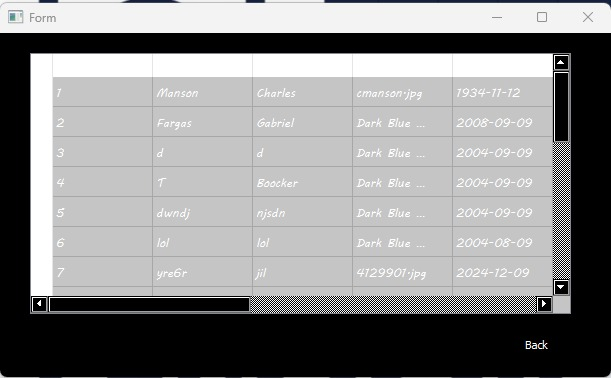 Form
1 Manson Charles cmanson.jpg 1934-11-12
2 Fargas Gabriel Dark Blue ... 2008-09-09
3 d d Dark Blue ... 2004-09-09
4 T Boocker Dark Blue ... 2004-09-09
5 dwndj njsdn Dark Blue ... 2004-09-09
6 lol lol Dark Blue ... 2004-08-09
7 yre6r jil 4129901.jpg 2024-12-09
Back